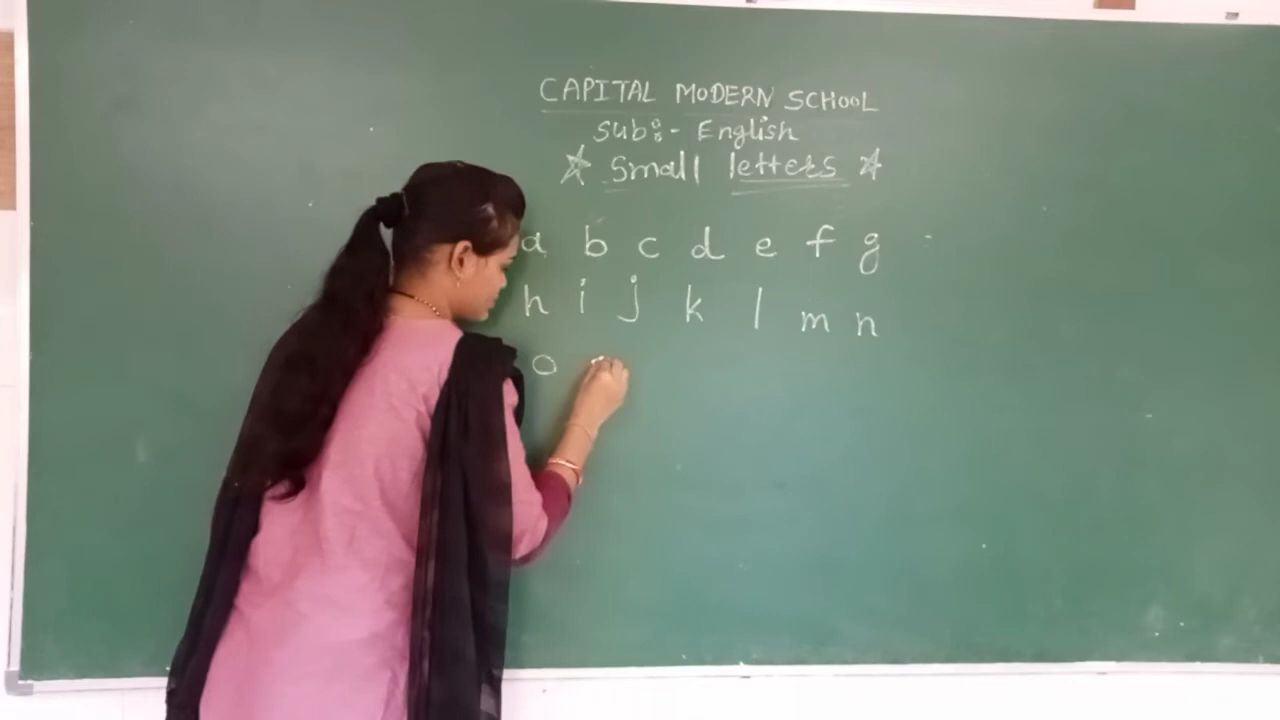 CAPITAL MODERN SCHOOL
Sub:- English
☆ Small letters ☆
a b c d e f g
h i j k l m n
o